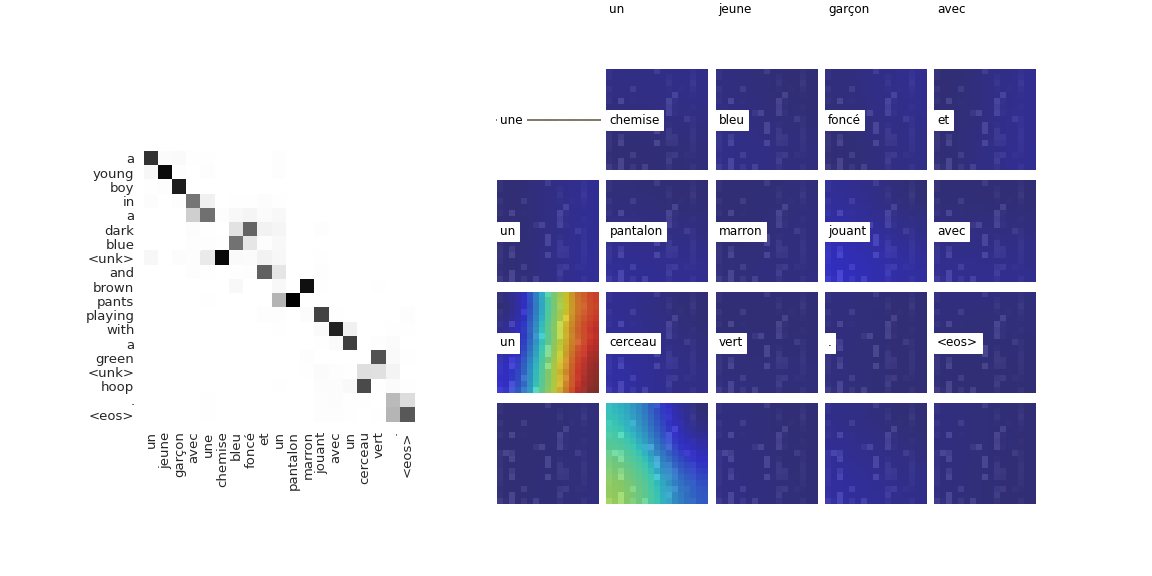 un jeune garçon avec
une chemise bleu foncé et
un pantalon marron jouant avec
un cerceau vert . <eos>
a
young
boy
in
a
dark
blue
<unk>
and
brown
pants
playing
with
a
green
<unk>
hoop
.
<eos>
un
jeune
garçon
avec
une
chemise
bleu
foncé
et
un
pantalon
marron
jouant
avec
un
cerceau
vert
.
<eos>